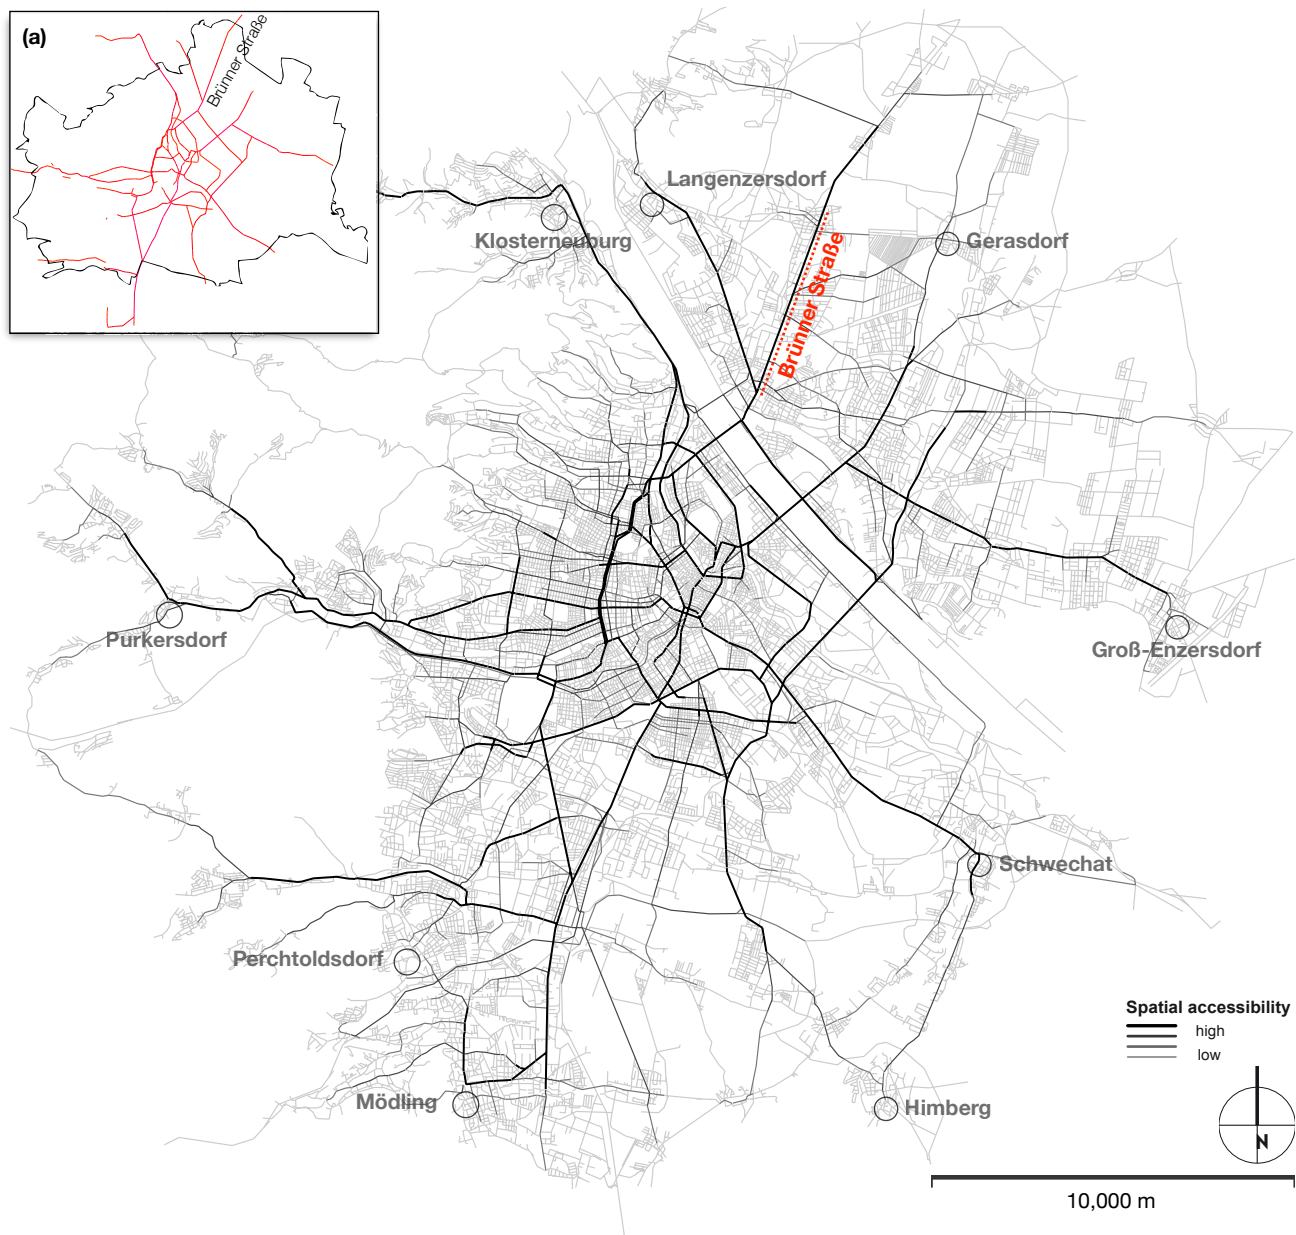 (a)
Brünner Straße
Langenzersdorf
Klosterneuburg
Gerasdorf
Brünner Straße
Purkersdorf
Groß-Enzersdorf
Schwechat
Perchtoldsdorf
Mödling
Himberg
Spatial accessibility
high
low
N
10,000 m